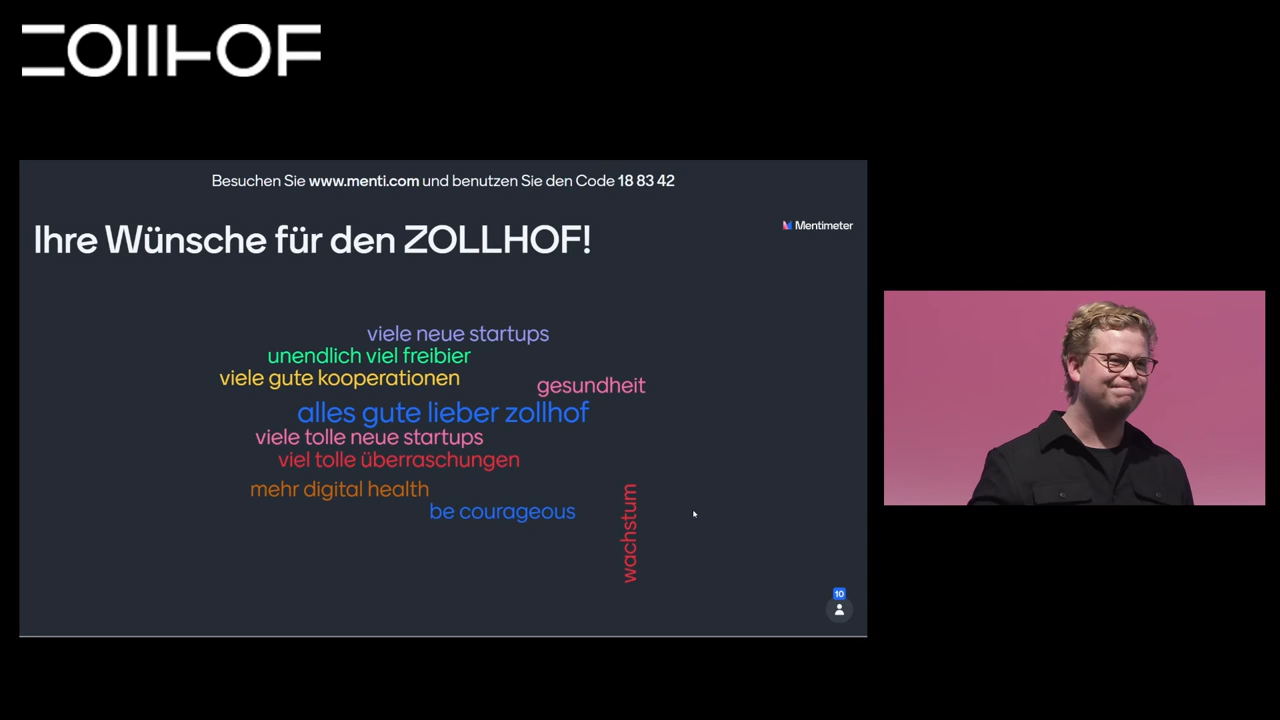 ZOLLHOF
Besuchen Sie www.menti.com und benutzen Sie den Code 18 83 42
Ihre Wünsche für den ZOLLHOF!
Mentimeter
viele neue startups
unendlich viel freibier
viele gute kooperationen
gesundheit
alles gute lieber zollhof
viele tolle neue startups
viel tolle überraschungen
mehr digital health
be courageous
wachstum
10